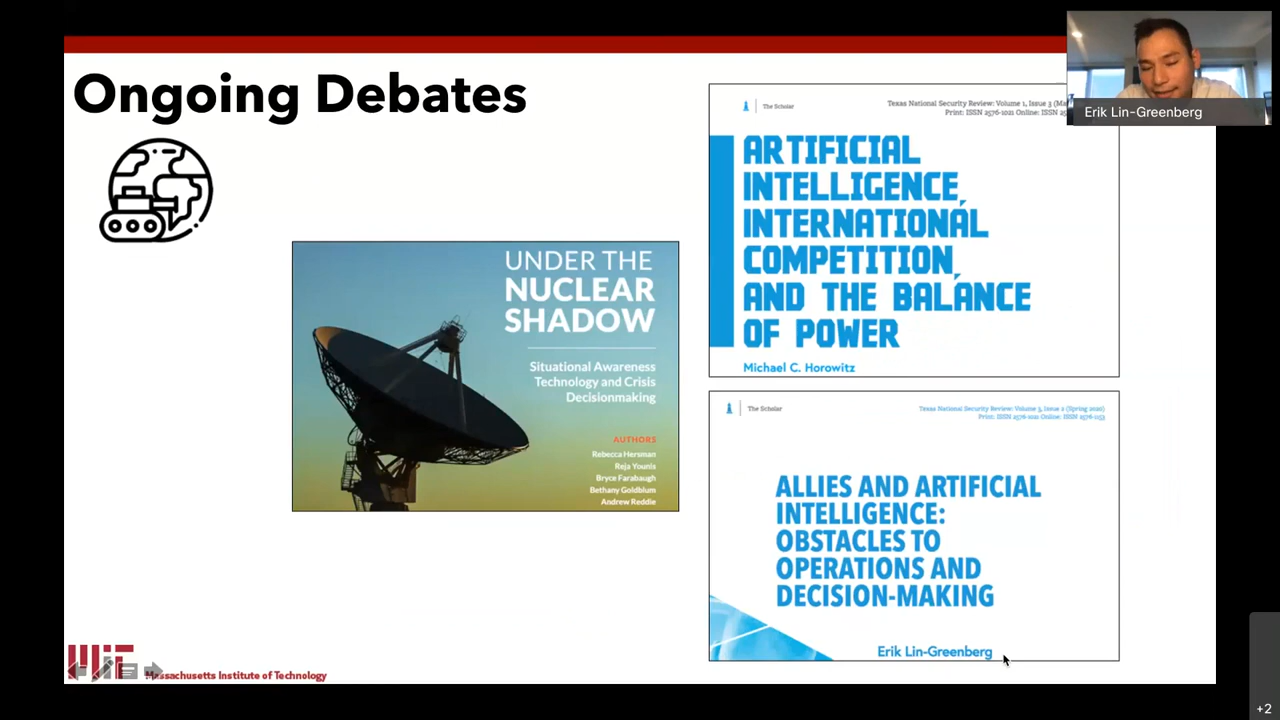 Ongoing Debates
UNDER THE
NUCLEAR
SHADOW
Situational Awareness
Technology and Crisis
Decisionmaking
AUTHORS
Rebecca Hersman
Reja Younis
Bryce Farabaugh
Bethany Goldblum
Andrew Reddie
The Scholar
Texas National Security Review: Volume 1, Issue 3
Print: ISSN 2576-1021 Online:
ARTIFICIAL
INTELLIGENCE,
INTERNATIONAL
COMPETITION,
AND THE BALANCE
OF POWER
Michael C. Horowitz
The Scholar
Texas National Security Review: Volume 3, Issue 2 (Spring 2020)
Print: ISSN 2576-1021 Online: ISSN 2576-1153
ALLIES AND ARTIFICIAL
INTELLIGENCE:
OBSTACLES TO
OPERATIONS AND
DECISION-MAKING
Erik Lin-Greenberg
Erik Lin-Greenberg
MIT
Massachusetts Institute of Technology
+2